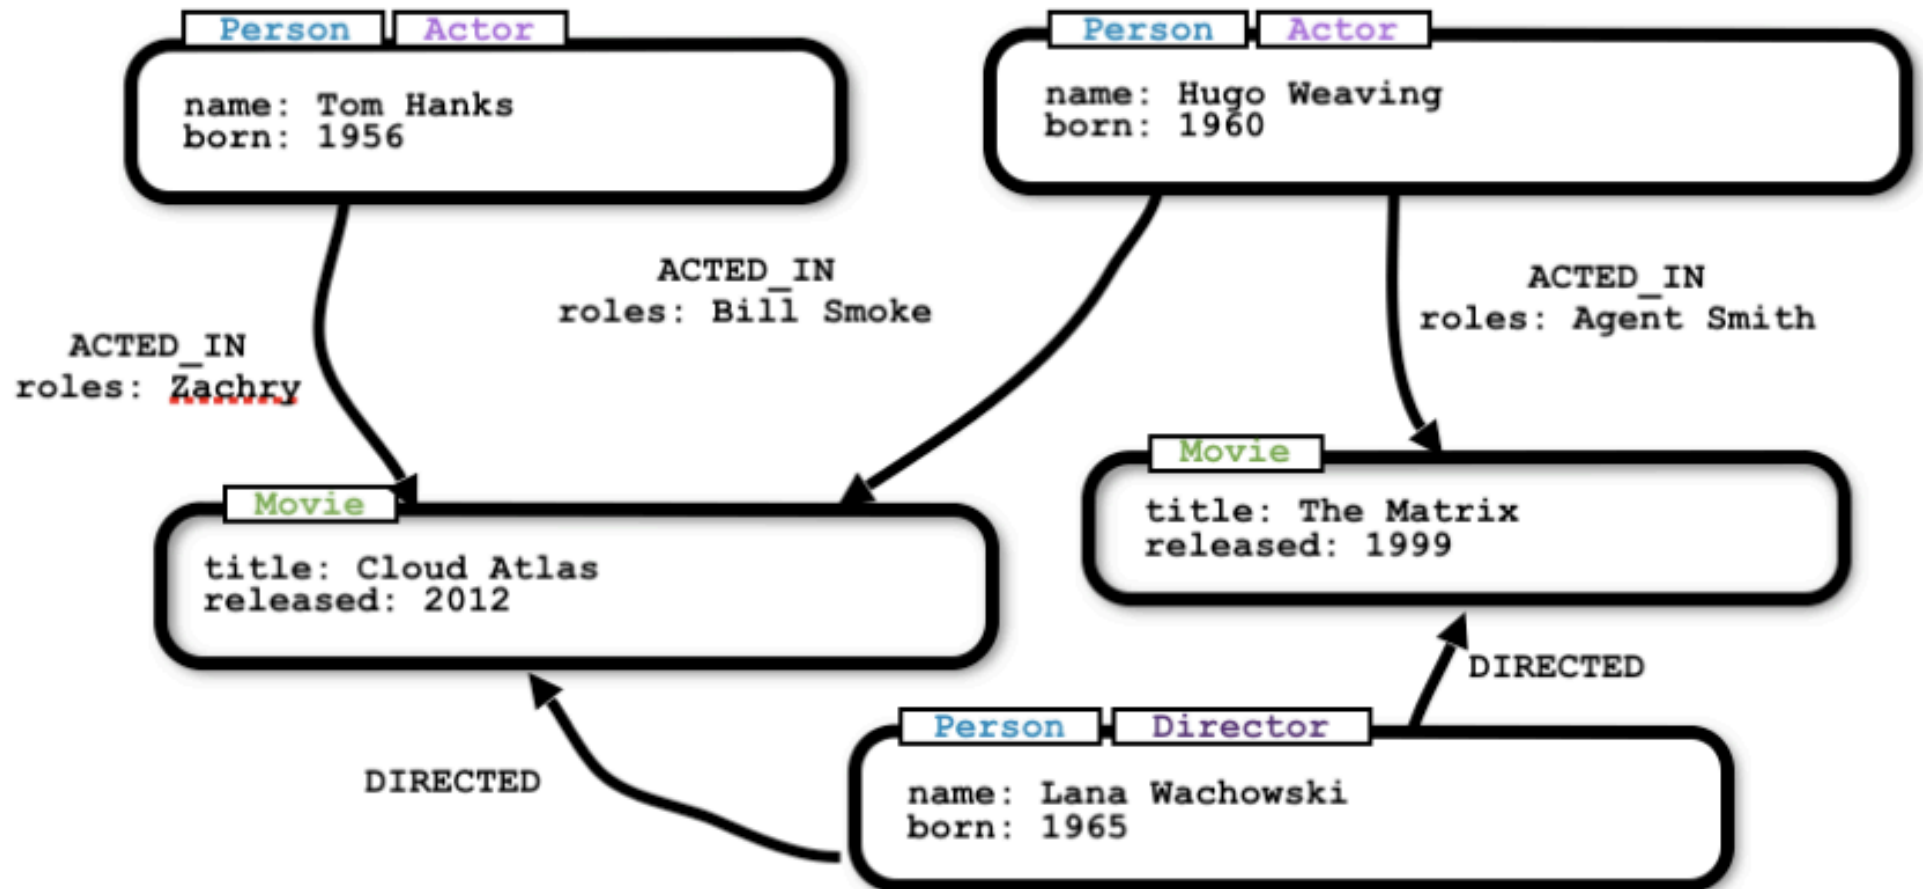 Person Actor
name: Tom Hanks
born: 1956
Person Actor
name: Hugo Weaving
born: 1960
ACTED_IN
roles: Zachry
ACTED_IN
roles: Bill Smoke
ACTED_IN
roles: Agent Smith
Movie
title: Cloud Atlas
released: 2012
Movie
title: The Matrix
released: 1999
DIRECTED
DIRECTED
Person Director
name: Lana Wachowski
born: 1965